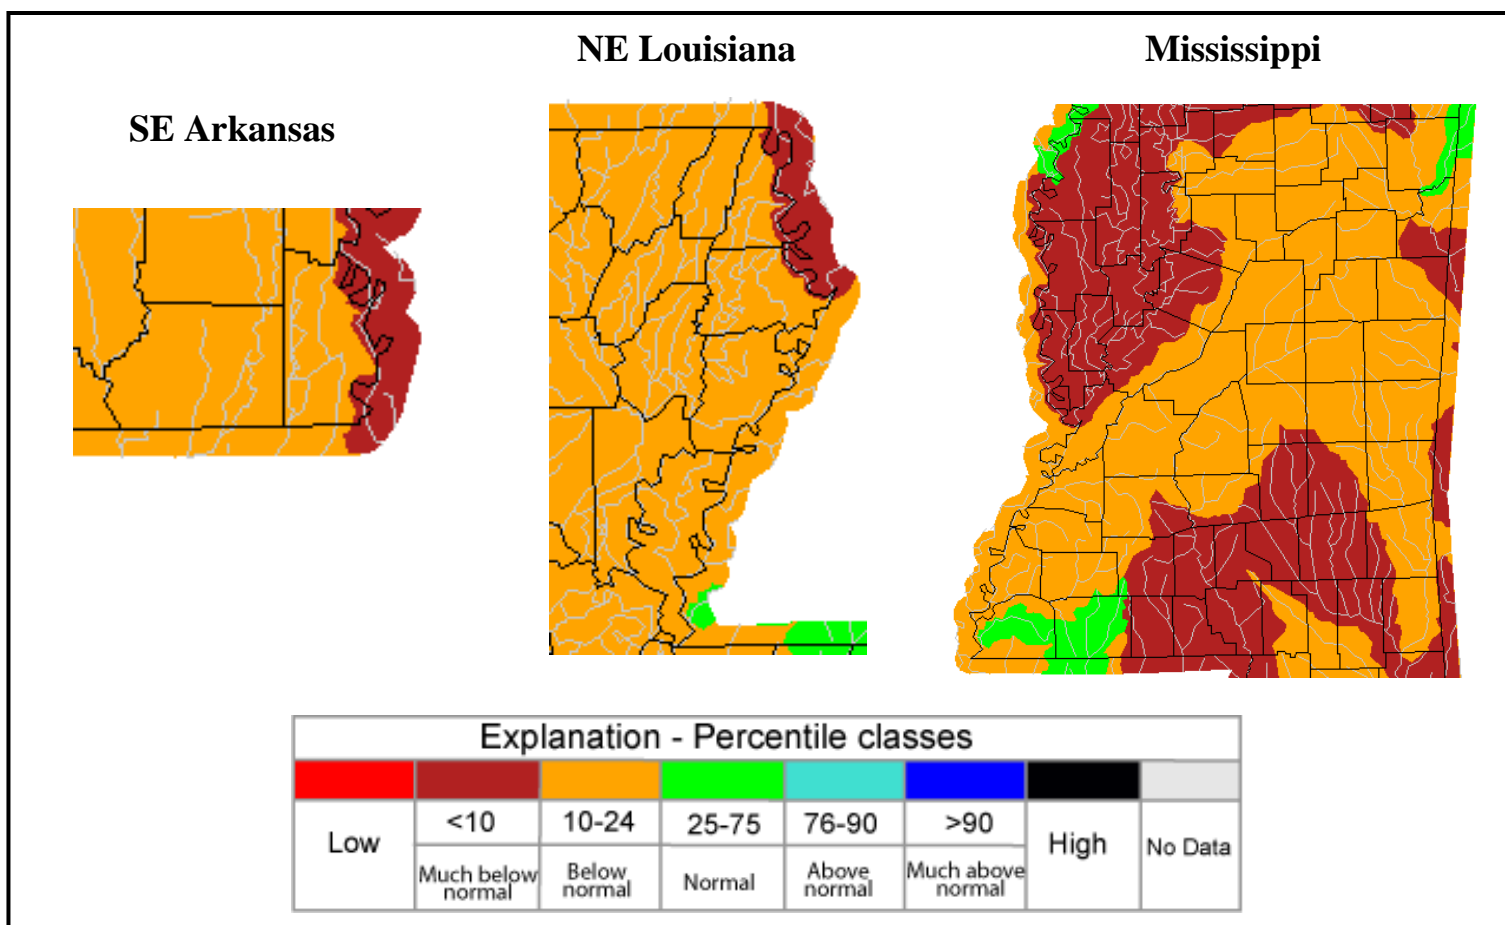 NE Louisiana
Mississippi
SE Arkansas
Explanation - Percentile classes
Low
<10
10-24
25-75
76-90
>90
High
No Data
Much below
normal
Below
normal
Normal
Above
normal
Much above
normal